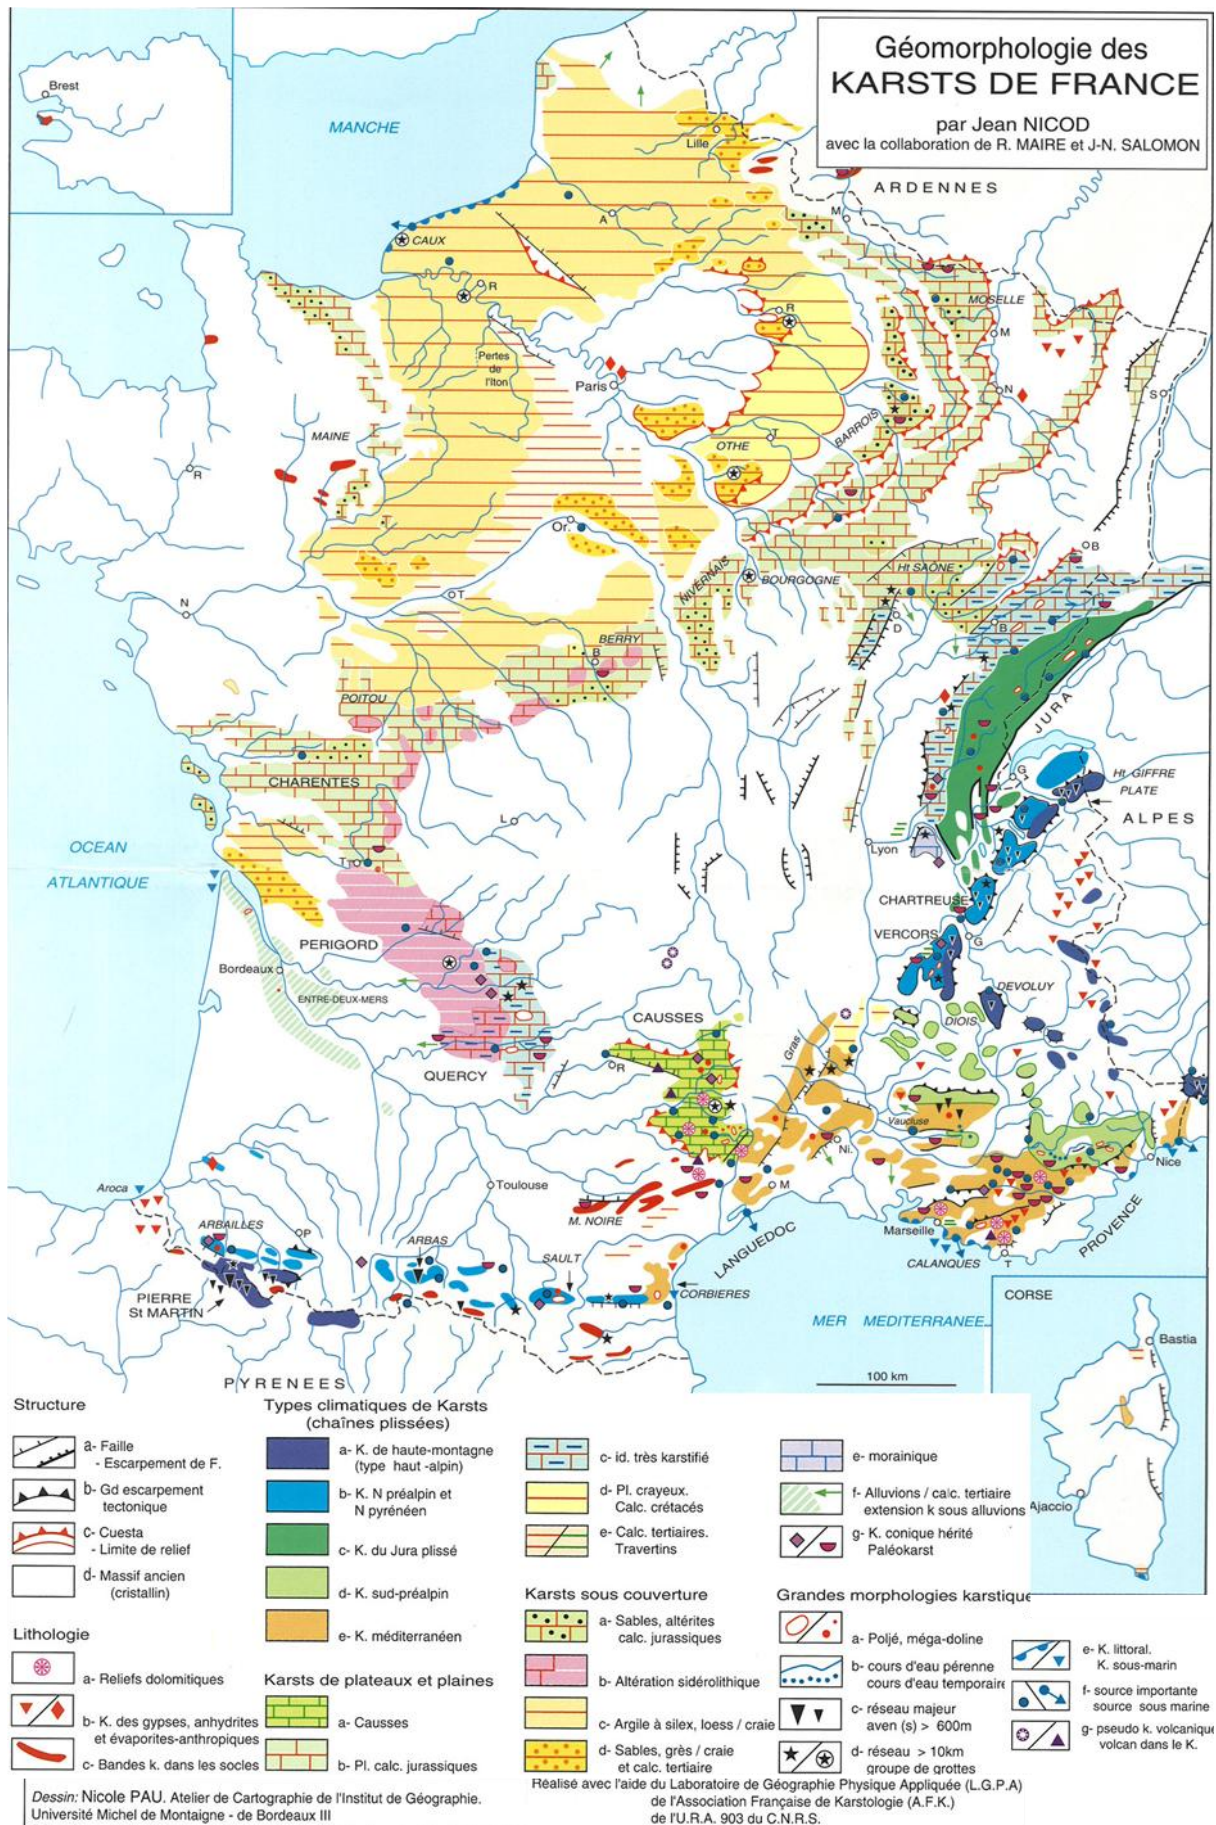 Géomorphologie des
KARSTS DE FRANCE
par Jean NICOD
avec la collaboration de R. MAIRE et J-N. SALOMON
Brest
MANCHE
Lille
ARDENNES
M
A
CAUX
R
R
MOSELLE
M
Pertes
de
l'Iton
Paris
N
S
BARROIS
MAINE
OTHE
T
R
Or.
B
NIVERNAIS
BOURGOGNE
Ht SAÔNE
N
T
D
B
BERRY
B
POITOU
JURA
G
Ht GIFFRE
PLATE
CHARENTES
ALPES
L
Lyon
OCEAN
ATLANTIQUE
T
CHARTREUSE
PERIGORD
VERCORS
G
Bordeaux
ENTRE-DEUX-MERS
DEVOLUY
CAUSSES
DIOIS
Gras
QUERCY
R
Vaucluse
Ni.
Nice
Aroca
Toulouse
M
M. NOIRE
Marseille
ARBAILLES
P
ARBAS
SAULT
LANGUEDOC
PROVENCE
CALANQUES
T
PIERRE
St MARTIN
CORBIERES
CORSE
MER MEDITERRANEE
Bastia
100 km
PYRENEES
Ajaccio
Structure
a- Faille
- Escarpement de F.
b- Gd escarpement
tectonique
c- Cuesta
- Limite de relief
d- Massif ancien
(cristallin)
Lithologie
a- Reliefs dolomitiques
b- K. des gypses, anhydrites
et évaporites-anthropiques
c- Bandes k. dans les socles
Types climatiques de Karsts
(chaînes plissées)
a- K. de haute-montagne
(type haut -alpin)
b- K. N préalpin et
N pyrénéen
c- K. du Jura plissé
d- K. sud-préalpin
e- K. méditerranéen
Karsts de plateaux et plaines
a- Causses
b- Pl. calc. jurassiques
c- id. très karstifié
d- Pl. crayeux.
Calc. crétacés
e- Calc. tertiaires.
Travertins
Karsts sous couverture
a- Sables, altérites
calc. jurassiques
b- Altération sidérolithique
c- Argile à silex, loess / craie
d- Sables, grès / craie
et calc. tertiaire
e- morainique
f- Alluvions / calc. tertiaire
extension k sous alluvions
g- K. conique hérité
Paléokarst
Grandes morphologies karstique
a- Poljé, méga-doline
b- cours d'eau pérenne
cours d'eau temporaire
c- réseau majeur
aven (s) > 600m
d- réseau > 10km
groupe de grottes
e- K. littoral.
K. sous-marin
f- source importante
source sous marine
g- pseudo k. volcanique
volcan dans le K.
Dessin: Nicole PAU. Atelier de Cartographie de l'Institut de Géographie.
Université Michel de Montaigne - de Bordeaux III
Réalisé avec l'aide du Laboratoire de Géographie Physique Appliquée (L.G.P.A)
de l'Association Française de Karstologie (A.F.K.)
de l'U.R.A. 903 du C.N.R.S.